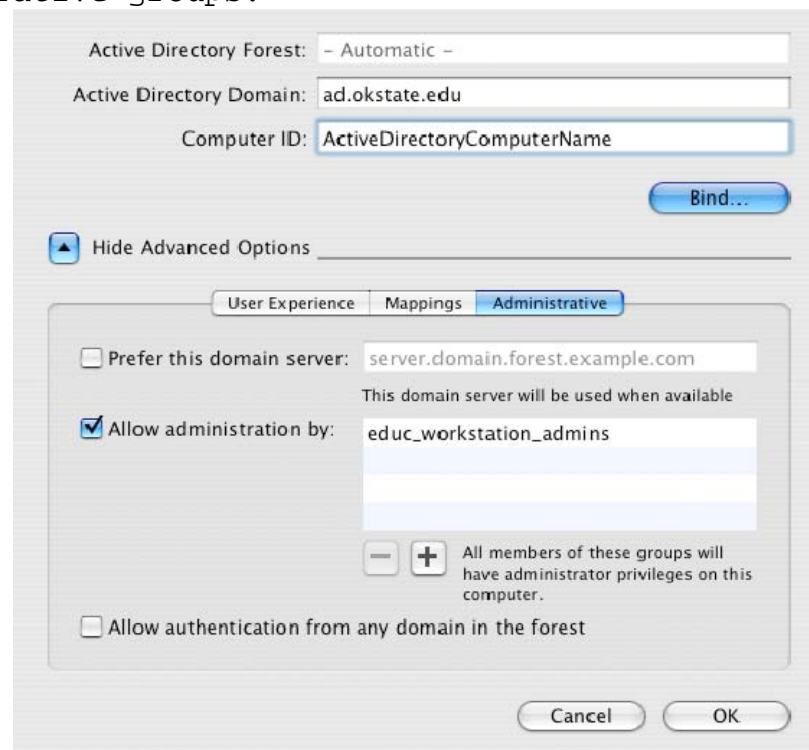 Active Directory Forest: - Automatic -
Active Directory Domain: ad.okstate.edu
Computer ID: ActiveDirectoryComputerName
Bind...
Hide Advanced Options
User Experience Mappings Administrative
Prefer this domain server: server.domain.forest.example.com
This domain server will be used when available
Allow administration by: educ_workstation_admins
All members of these groups will
have administrator privileges on this
computer.
Allow authentication from any domain in the forest
Cancel OK